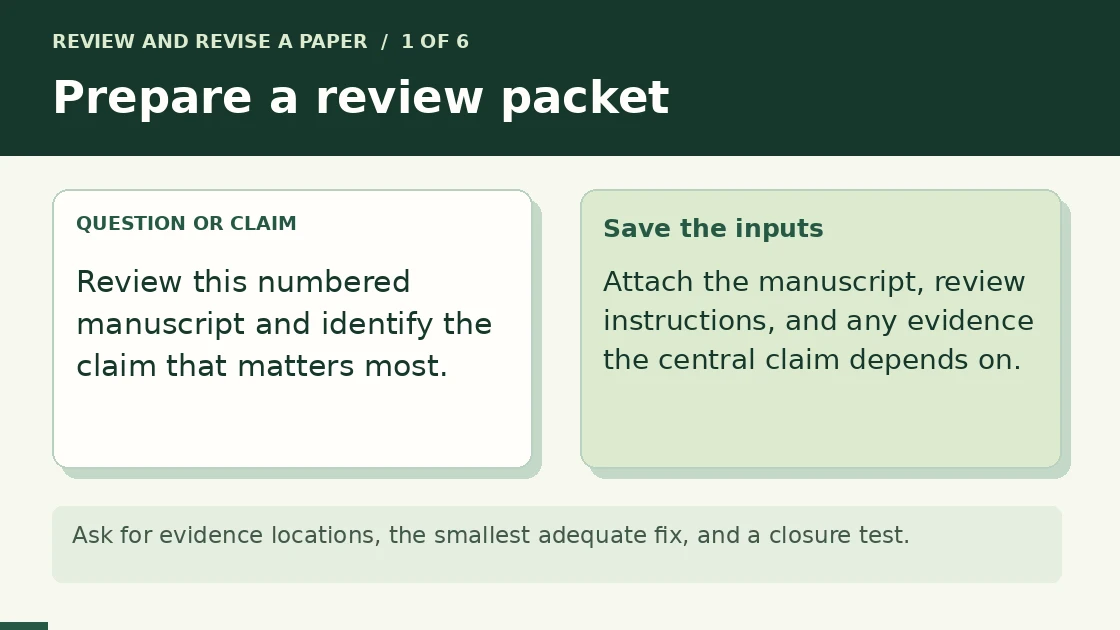 REVIEW AND REVISE A PAPER / 1 OF 6
Prepare a review packet
QUESTION OR CLAIM
Review this numbered
manuscript and identify the
claim that matters most.
Save the inputs
Attach the manuscript, review
instructions, and any evidence
the central claim depends on.
Ask for evidence locations, the smallest adequate fix, and a closure test.